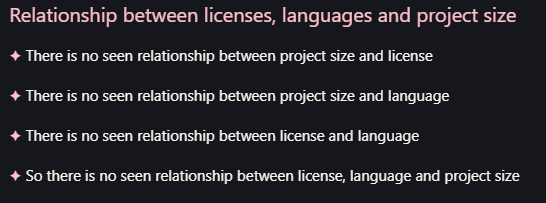 Relationship between licenses, languages and project size
✦ There is no seen relationship between project size and license
✦ There is no seen relationship between project size and language
✦ There is no seen relationship between license and language
✦ So there is no seen relationship between license, language and project size